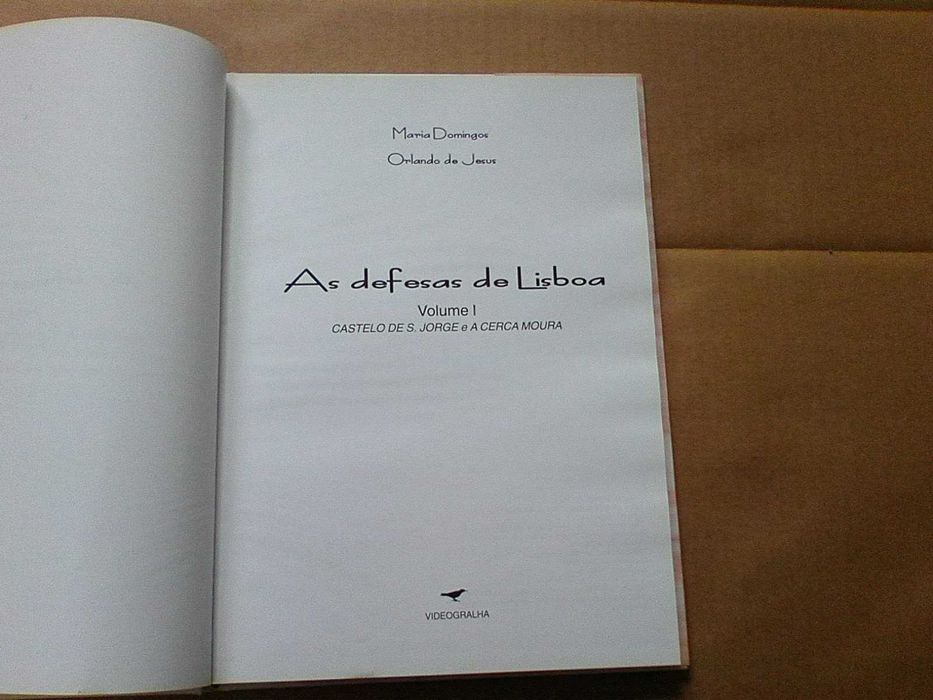 Maria Domingos
Orlando de Jesus
As defesas de Lisboa
Volume I
CASTELO DE S. JORGE e A CERCA MOURA
VIDEOGRALHA